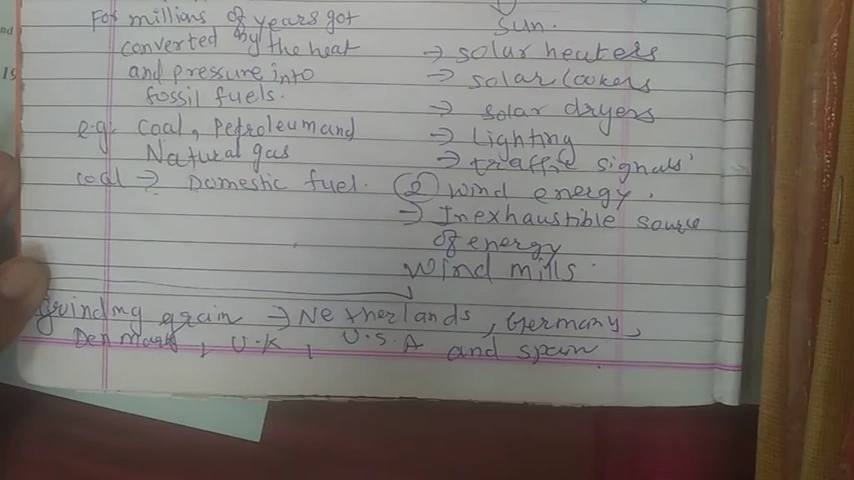 For millions of years got
converted by the heat
and pressure into
fossil fuels.
e.g. Coal, Petroleum and
Natural gas
coal → Domestic fuel.
Sun.
→ solar heaters
→ solar cookers
→ solar dryers
→ Lighting
→ traffic signals
② Wind energy.
→ Inexhaustible source
of energy
Wind mills
Grinding grain → Netherlands, Germany,
Denmark, U.K, U.S.A and spain